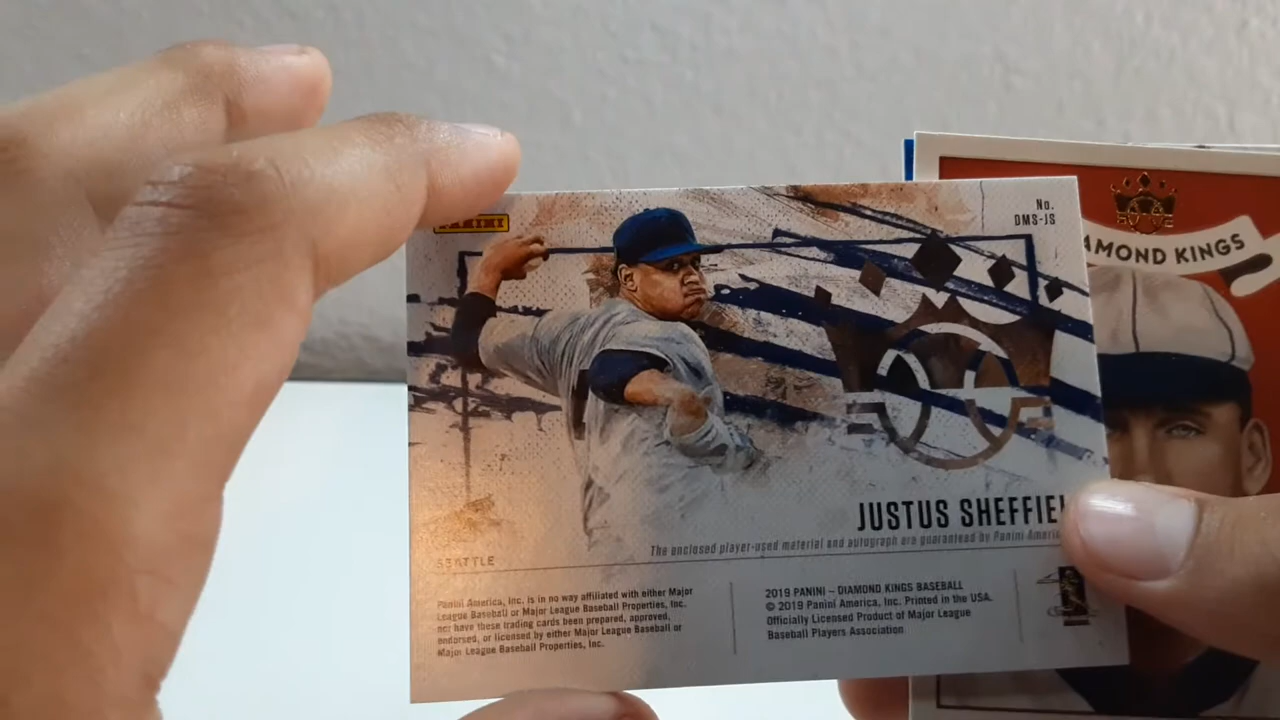 PANINI
No.
DMS-JS
DIAMOND KINGS
JUSTUS SHEFFIEL
The enclosed player-used material and autograph are guaranteed by Panini Ameri
SEATTLE
Panini America, Inc. is in no way affiliated with either Major
League Baseball or Major League Baseball Properties, Inc.
nor have these trading cards been prepared, approved,
endorsed, or licensed by either Major League Baseball or
Major League Baseball Properties, Inc.
2019 PANINI – DIAMOND KINGS BASEBALL
© 2019 Panini America, Inc. Printed in the USA.
Officially Licensed Product of Major League
Baseball Players Association